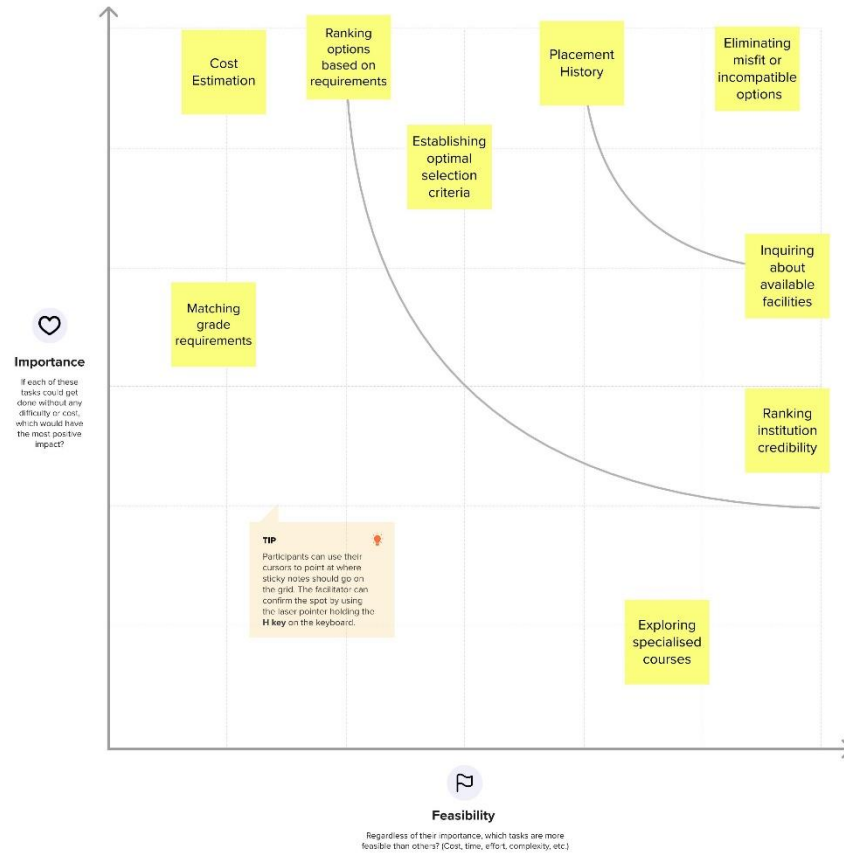 Cost
Estimation
Ranking
options
based on
requirements
Placement
History
Eliminating
misfit or
incompatible
options
Establishing
optimal
selection
criteria
Inquiring
about
available
facilities
Matching
grade
requirements
Importance
If each of these
tasks could get
done without any
difficulty or cost,
which would have
the most positive
impact?
Ranking
institution
credibility
TIP
Participants can use their
cursors to point at where
sticky notes should go on
the grid. The facilitator can
confirm the spot by using
the laser pointer holding the
H key on the keyboard.
Exploring
specialised
courses
Feasibility
Regardless of their importance, which tasks are more
feasible than others? (Cost, time, effort, complexity, etc.)